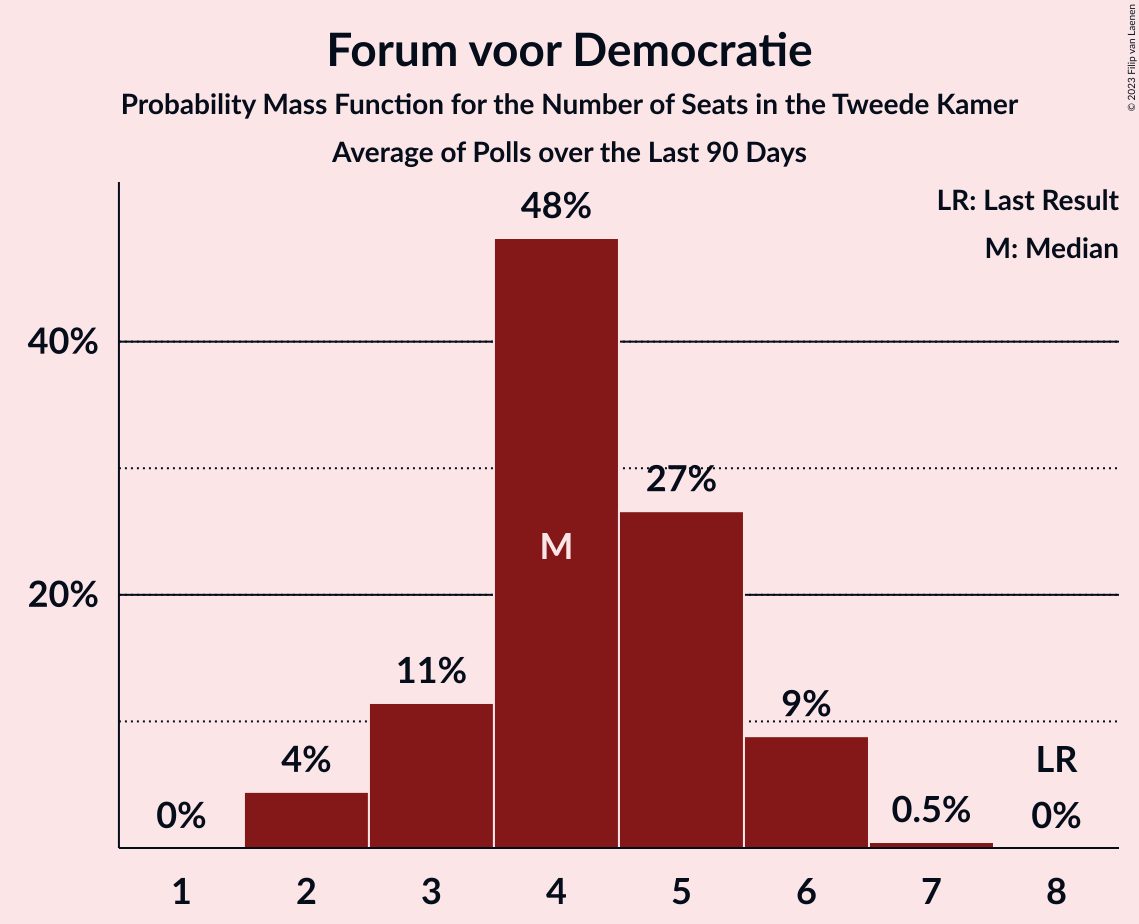 Forum voor Democratie
Probability Mass Function for the Number of Seats in the Tweede Kamer
Average of Polls over the Last 90 Days
© 2023 Filip van Laenen
LR: Last Result
M: Median
48%
40%
27%
M
20%
11%
9%
4%
LR
0%
0.5%
0%
1 2 3 4 5 6 7 8